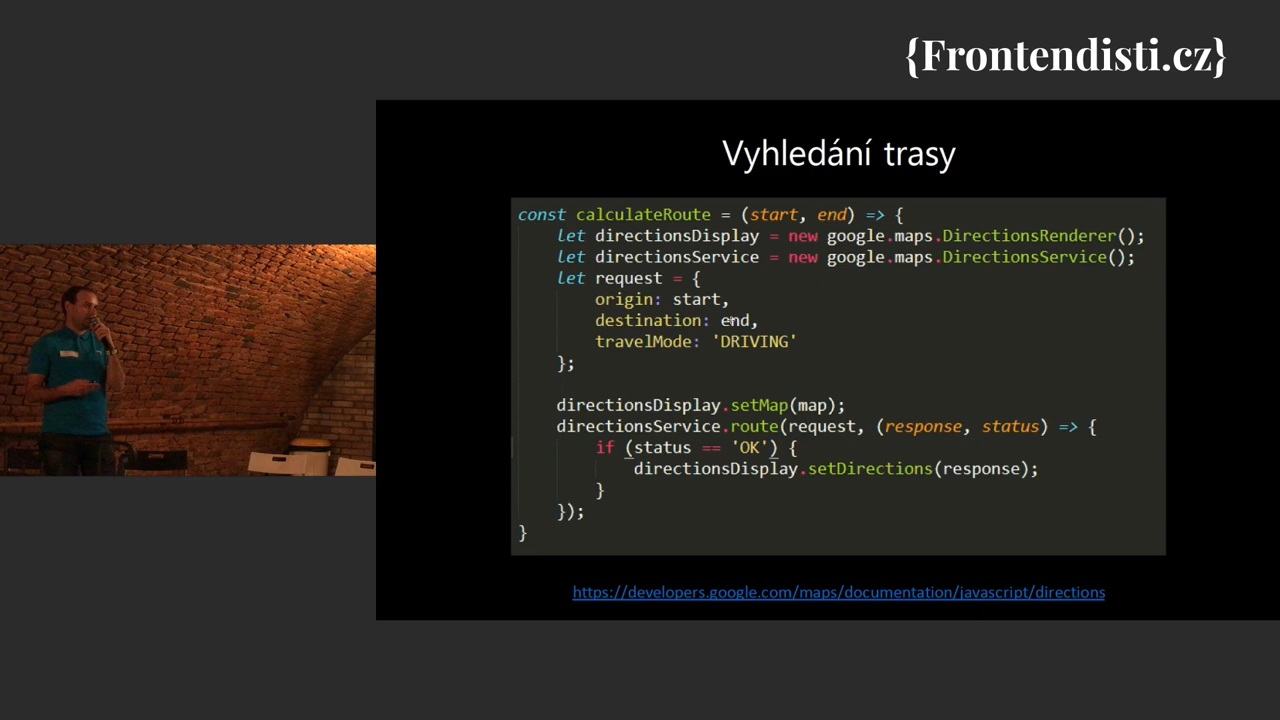 {Frontendisti.cz}
Vyhledání trasy
const calculateRoute = (start, end) => {
    let directionsDisplay = new google.maps.DirectionsRenderer();
    let directionsService = new google.maps.DirectionsService();
    let request = {
        origin: start,
        destination: end,
        travelMode: 'DRIVING'
    };
    directionsDisplay.setMap(map);
    directionsService.route(request, (response, status) => {
        if (status == 'OK') {
            directionsDisplay.setDirections(response);
        }
    });
}
https://developers.google.com/maps/documentation/javascript/directions